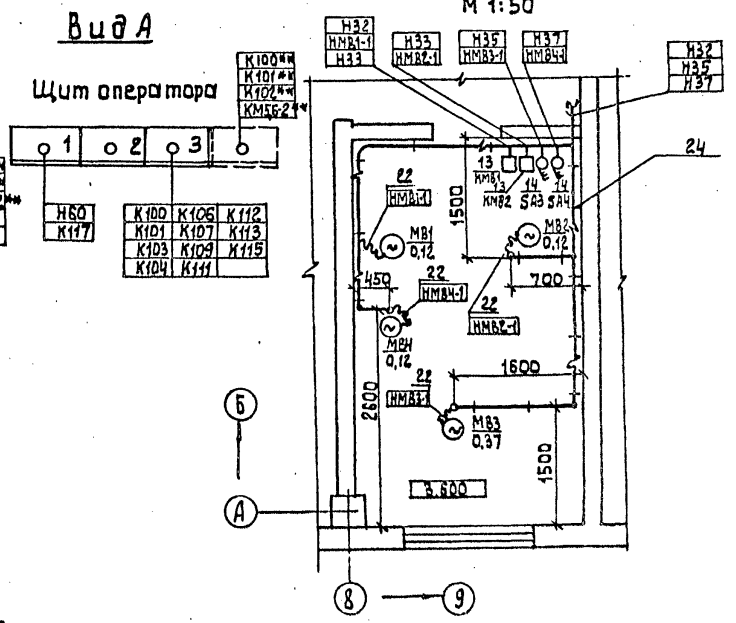 М 1:50
Вид А
Щит оператора
К100**
К101**
К102**
КМ5,6-2**
1 2 3
Н60
К117
К100 К106 К112
К101 К107 К113
К103 К109 К115
К104 К111
Н32
НМВ1-1
Н33
Н33
НМВ2-1
Н35
НМВ3-1
Н37
НМВ4-1
Н32
Н35
Н37
24
13
КМВ1
13
КМВ2
14
SA3
14
SA4
22
НМВ1-1
1500
МВ1
0,12
МВ2
0,12
450
22
НМВ4-1
700
22
НМВ2-1
МВ4
0,12
1600
22
НМВ3-1
2600
МВ3
0,37
1500
3.600
Б
А
8 9